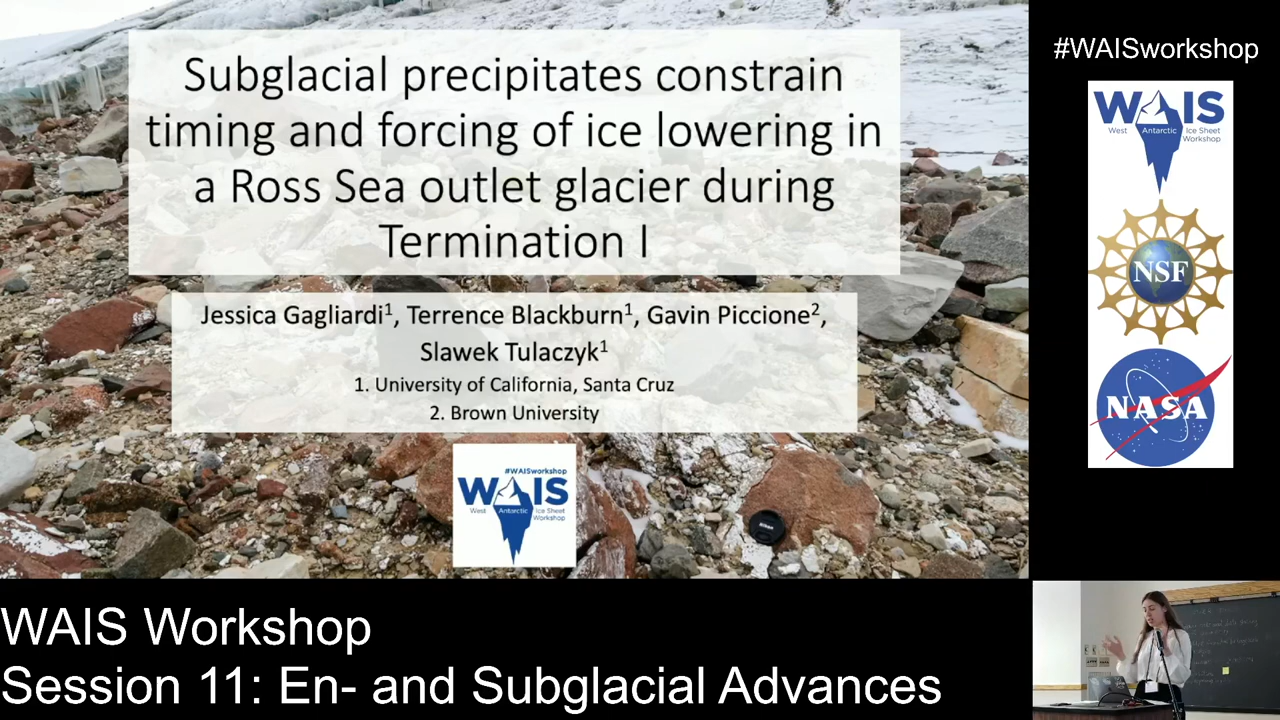 Subglacial precipitates constrain
timing and forcing of ice lowering in
a Ross Sea outlet glacier during
Termination I
Jessica Gagliardi1, Terrence Blackburn1, Gavin Piccione2,
Slawek Tulaczyk1
1. University of California, Santa Cruz
2. Brown University
#WAISworkshop
WAIS
West Antarctic Ice Sheet
Workshop
Nikon
#WAISworkshop
WAIS
West Antarctic Ice Sheet
Workshop
NSF
NASA
WAIS Workshop
Session 11: En- and Subglacial Advances